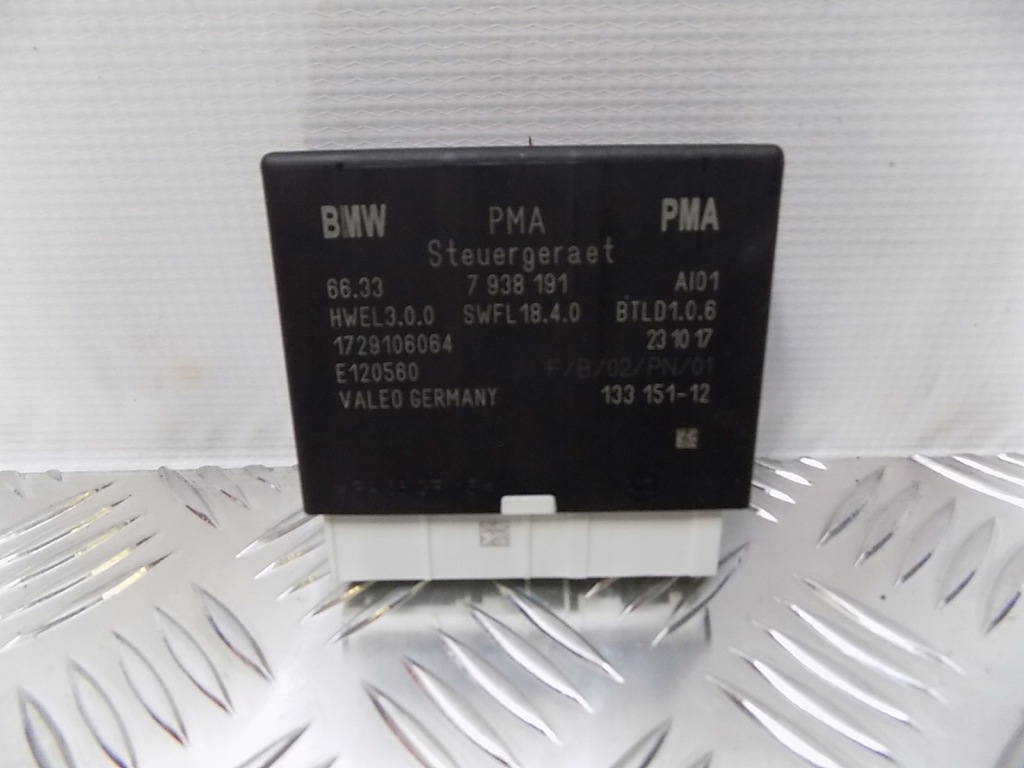 BMW PMA PMA
Steuergeraet
66.33 7 938 191 AI01
HWEL3.0.0 SWFL18.4.0 BTLD1.0.6
1729106064 23 10 17
E120560 F/B/02/PN/01
VALEO GERMANY 133 151-12